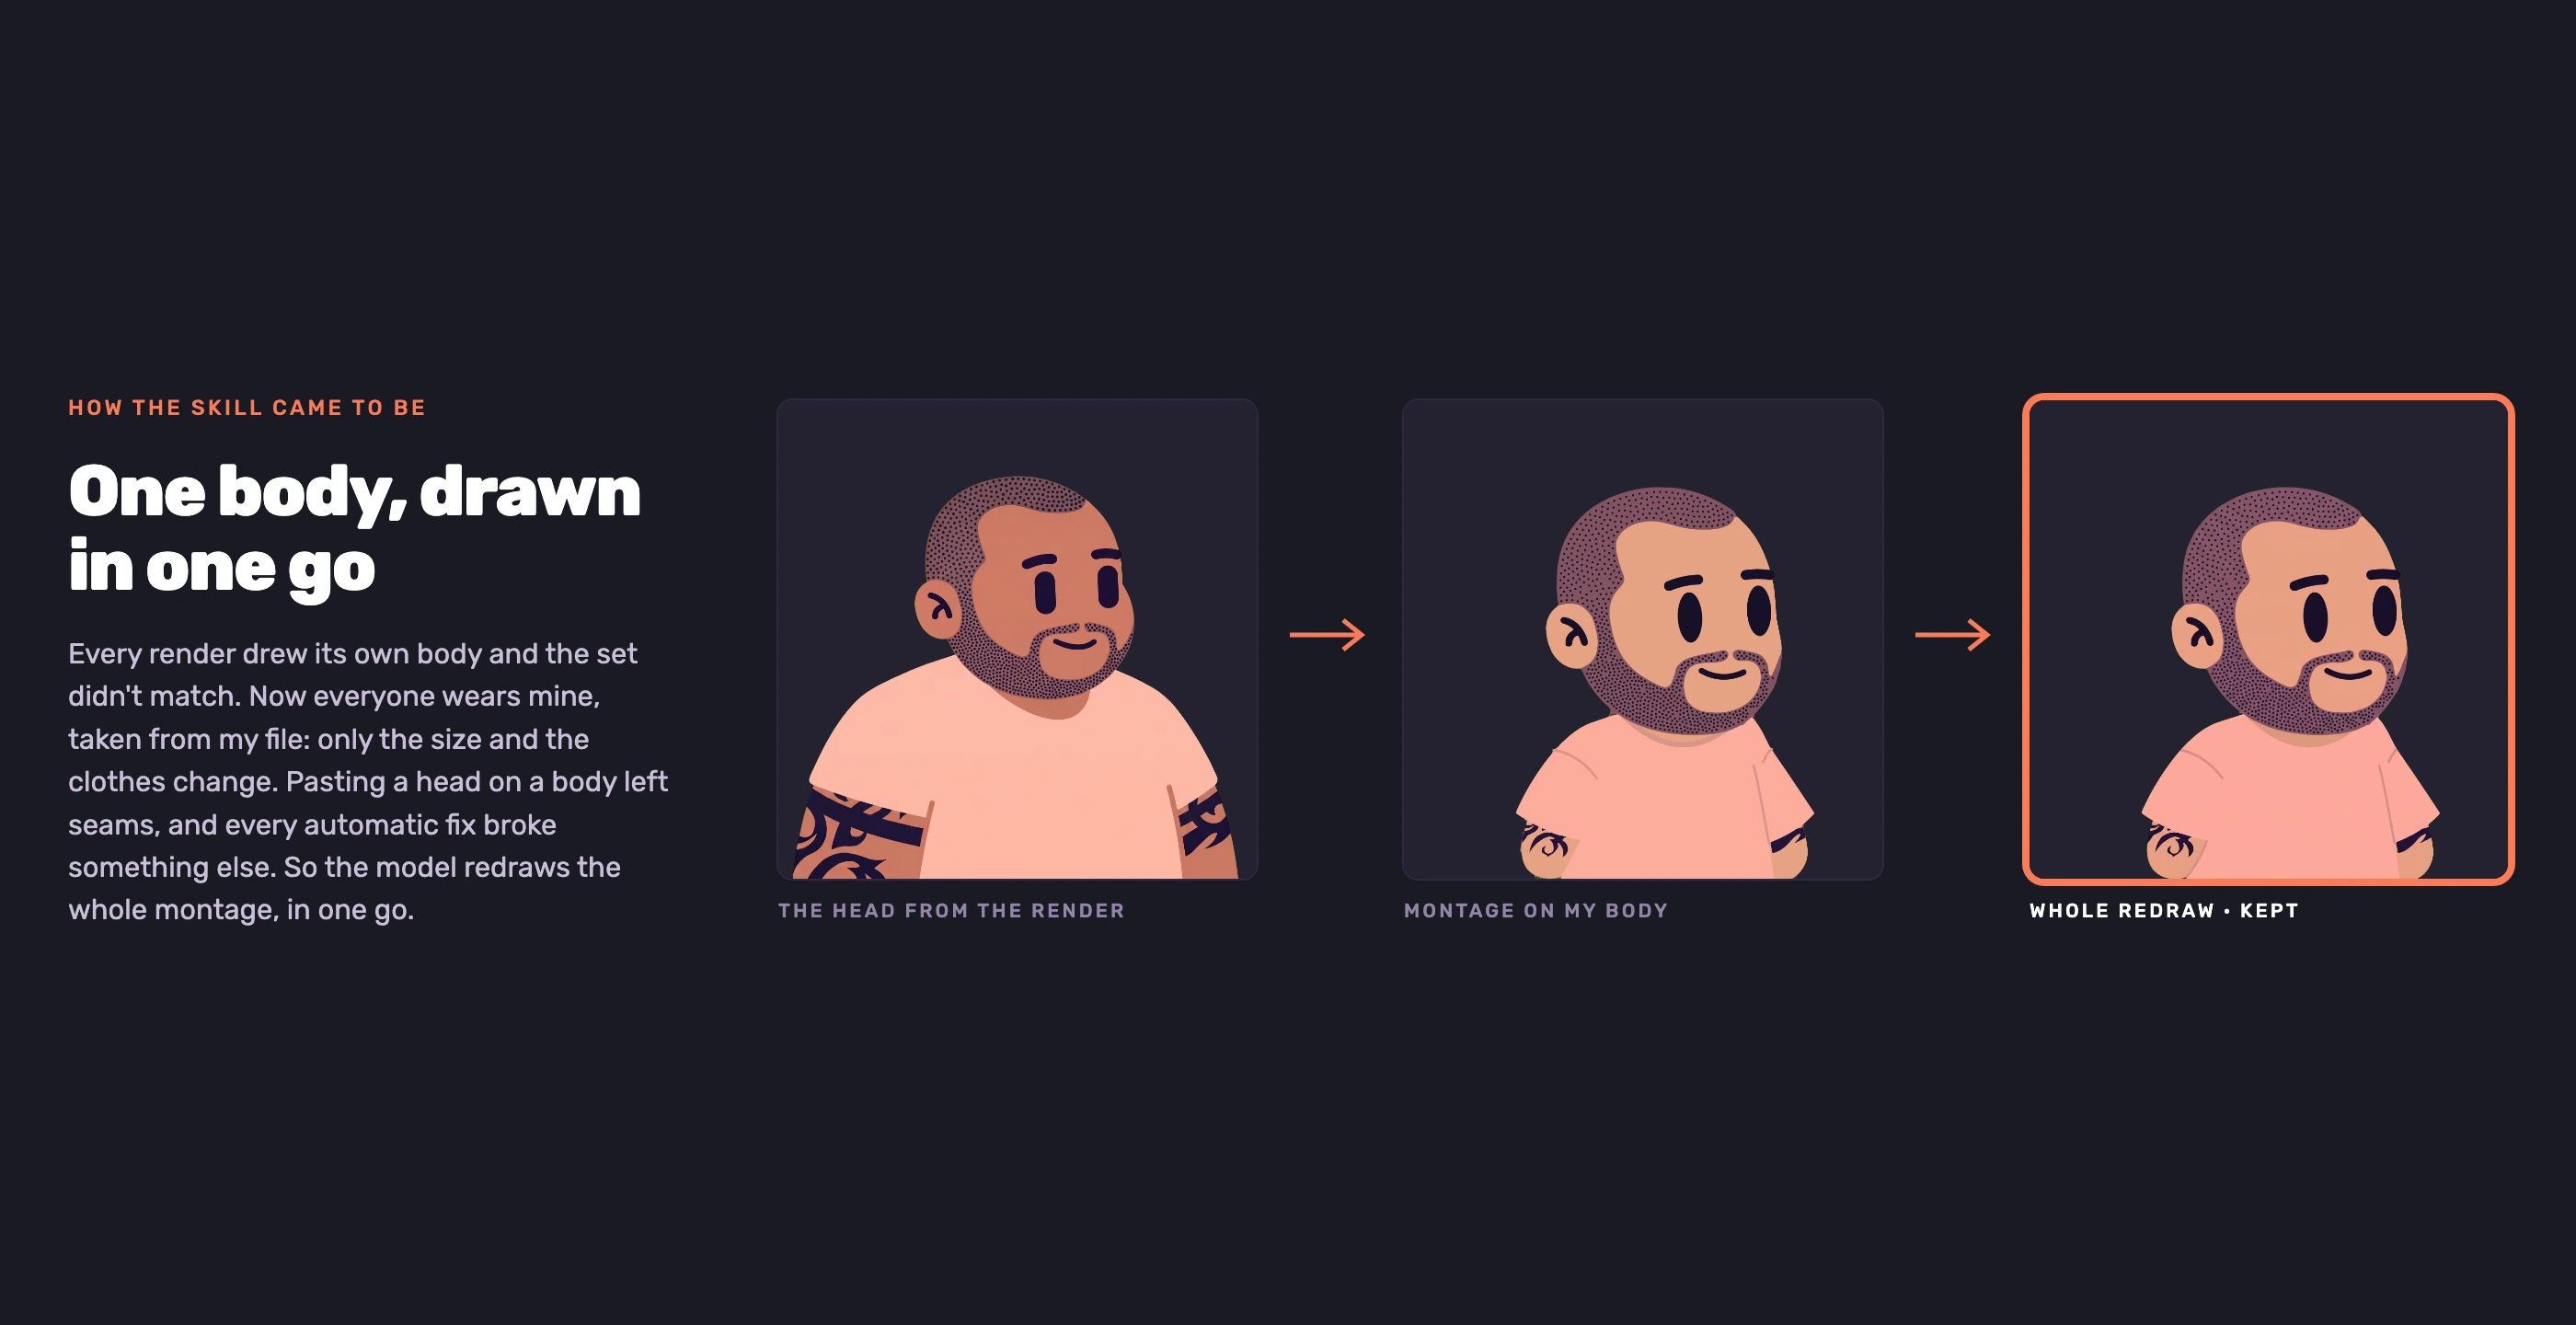 HOW THE SKILL CAME TO BE
One body, drawn
in one go
Every render drew its own body and the set
didn't match. Now everyone wears mine,
taken from my file: only the size and the
clothes change. Pasting a head on a body left
seams, and every automatic fix broke
something else. So the model redraws the
whole montage, in one go.
THE HEAD FROM THE RENDER
MONTAGE ON MY BODY
WHOLE REDRAW • KEPT